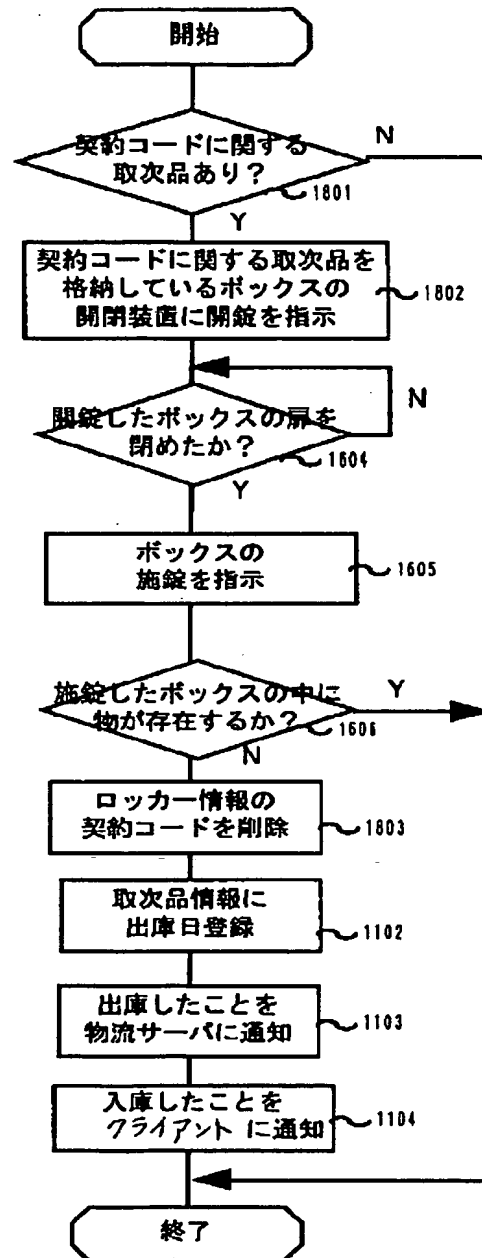 開始
契約コードに関する
取次品あり?
N
1801
Y
契約コードに関する取次品を
格納しているボックスの
開閉装置に開錠を指示
1802
N
開錠したボックスの扉を
閉めたか?
1604
Y
ボックスの
施錠を指示
1605
施錠したボックスの中に
物が存在するか?
Y
1606
N
ロッカー情報の
契約コードを削除
1803
取次品情報に
出庫日登録
1102
出庫したことを
物流サーバに通知
1103
入庫したことを
クライアントに通知
1104
終了